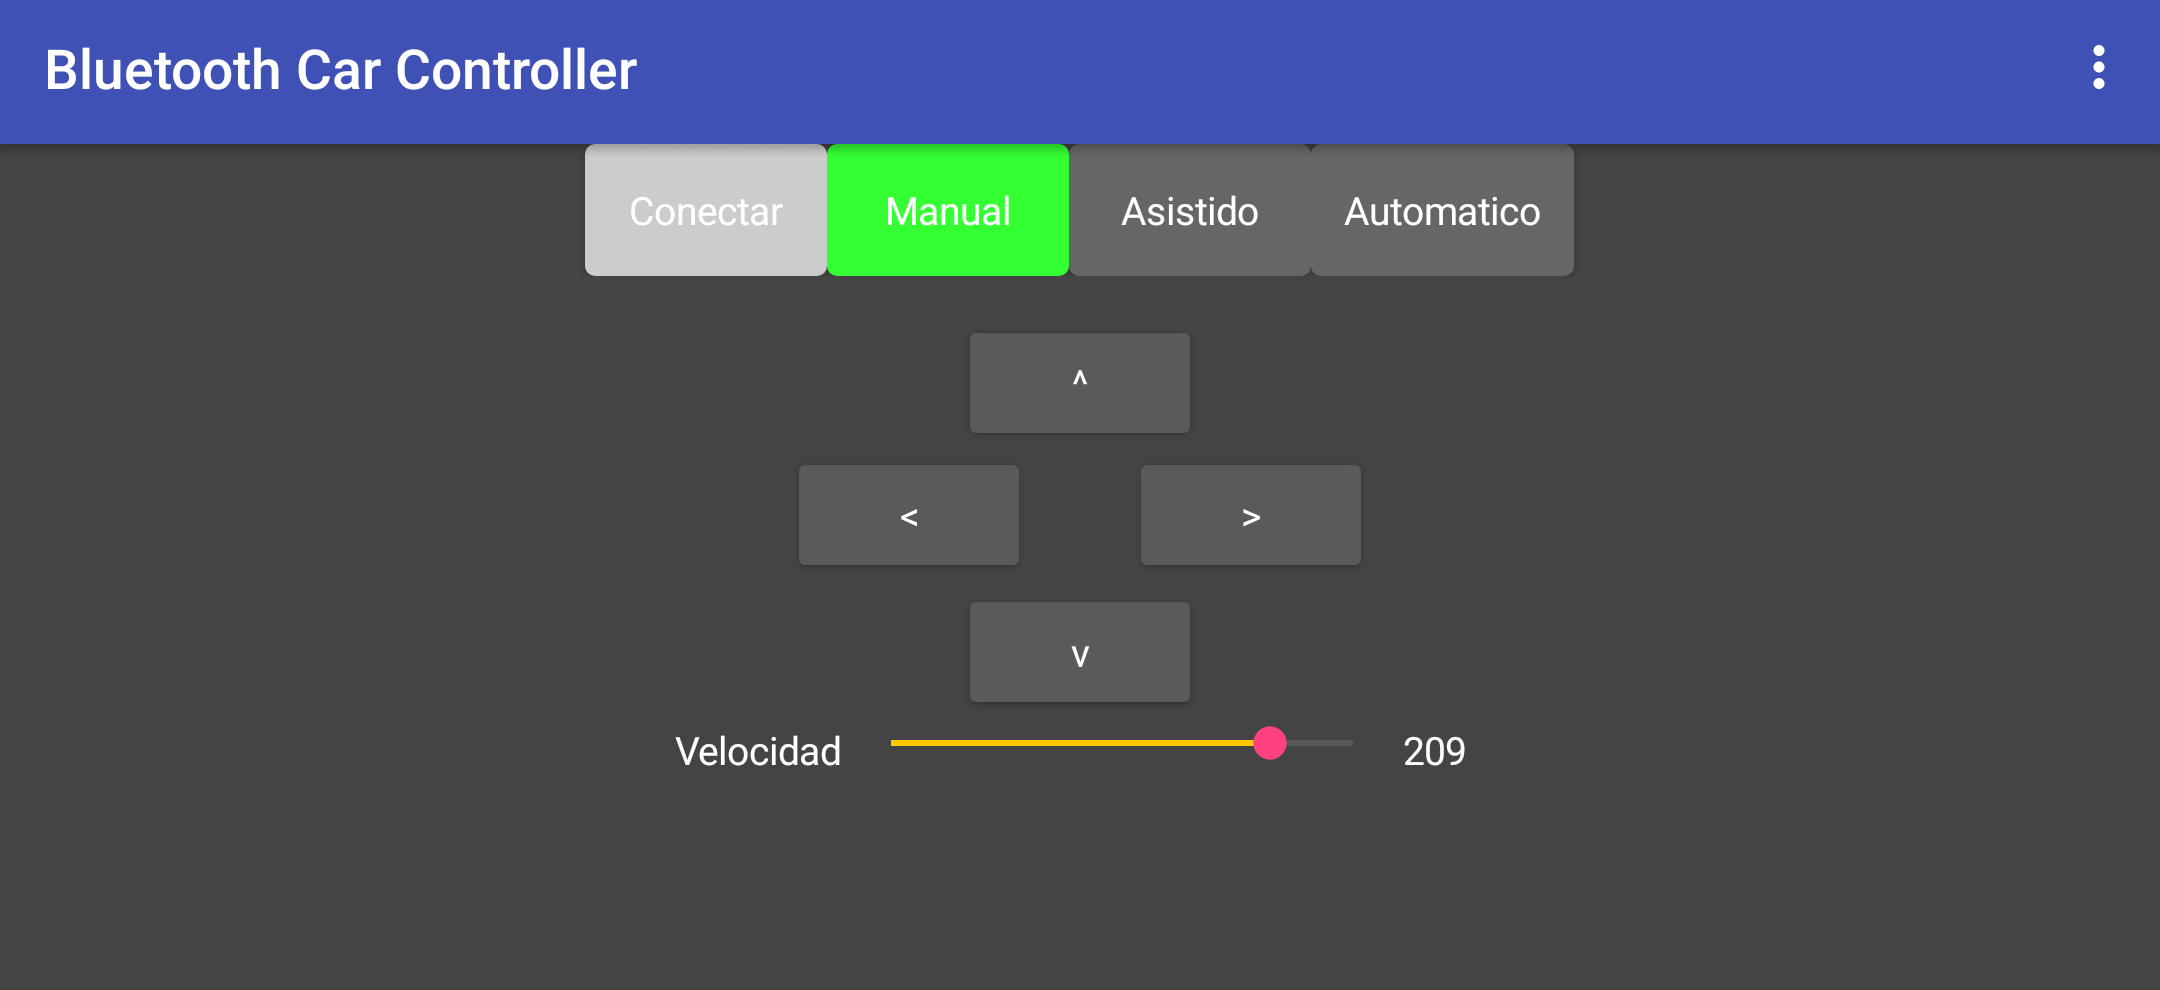 Bluetooth Car Controller
Conectar Manual Asistido Automatico
^
< >
v
Velocidad 209